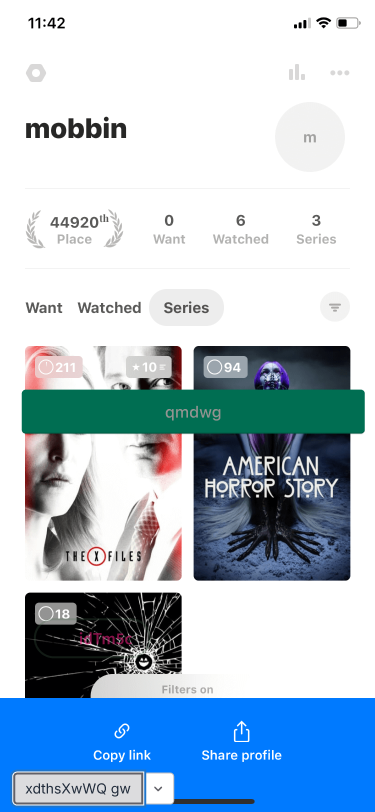 11:42
mobbin
m
44920th
Place
0
Want
6
Watched
3
Series
Want Watched Series
211
10
94
qmdwg
AMERICAN
HORROR STORY
THE X FILES
18
Filters on
Copy link
Share profile
xdthsXwWQ gw